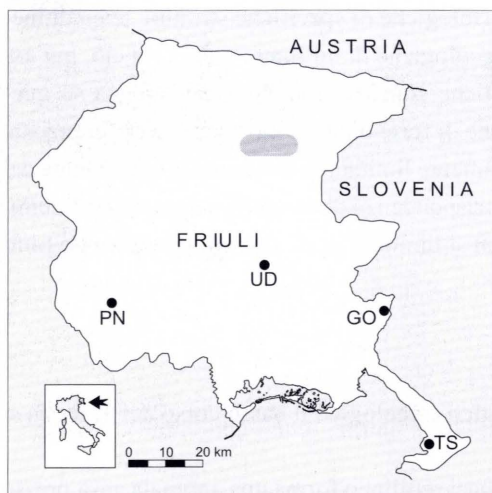 AUSTRIA
SLOVENIA
FRIULI
UD
PN
GO
TS
0 10 20 km